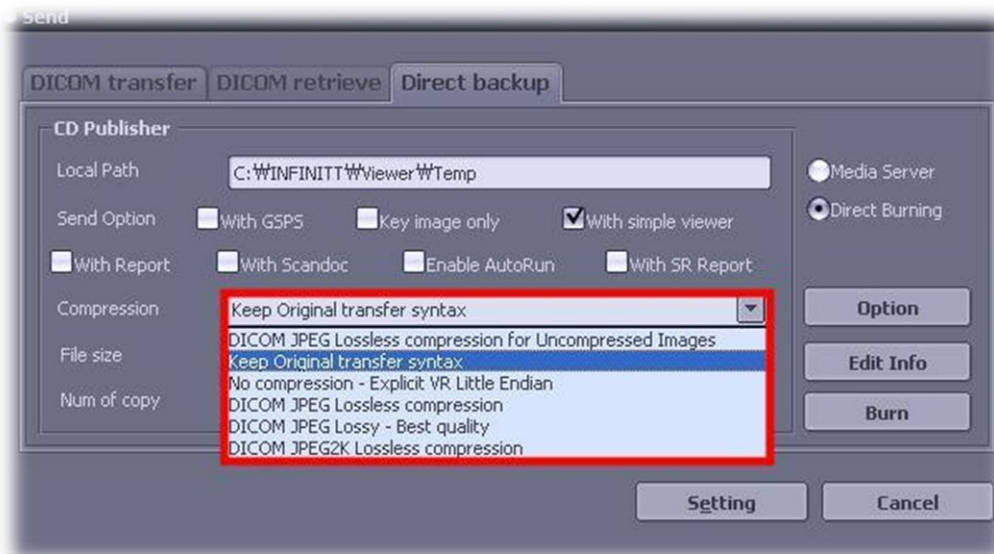 Send
DICOM transfer DICOM retrieve Direct backup
CD Publisher
Local Path C:₩INFINITT₩Viewer₩Temp Media Server
Send Option With GSPS Key image only With simple viewer Direct Burning
With Report With Scandoc Enable AutoRun With SR Report
Compression Keep Original transfer syntax Option
DICOM JPEG Lossless compression for Uncompressed Images
File size Keep Original transfer syntax Edit Info
No compression - Explicit VR Little Endian
Num of copy DICOM JPEG Lossless compression Burn
DICOM JPEG Lossy - Best quality
DICOM JPEG2K Lossless compression
Setting Cancel